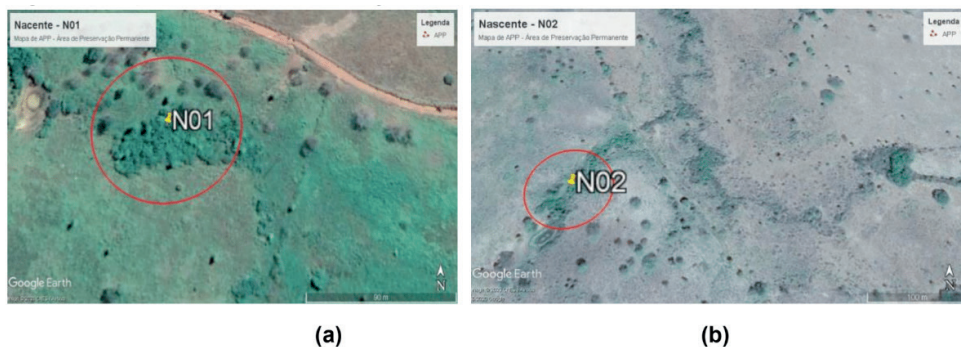 Nacente - N01
Mapa de APP - Área de Preservação Permanente
Legenda
APP
N01
Google Earth
N
Nascente - N02
Mapa de APP - Área de Preservação Permanente
Legenda
APP
N02
Google Earth
N
100 m
(a)
(b)